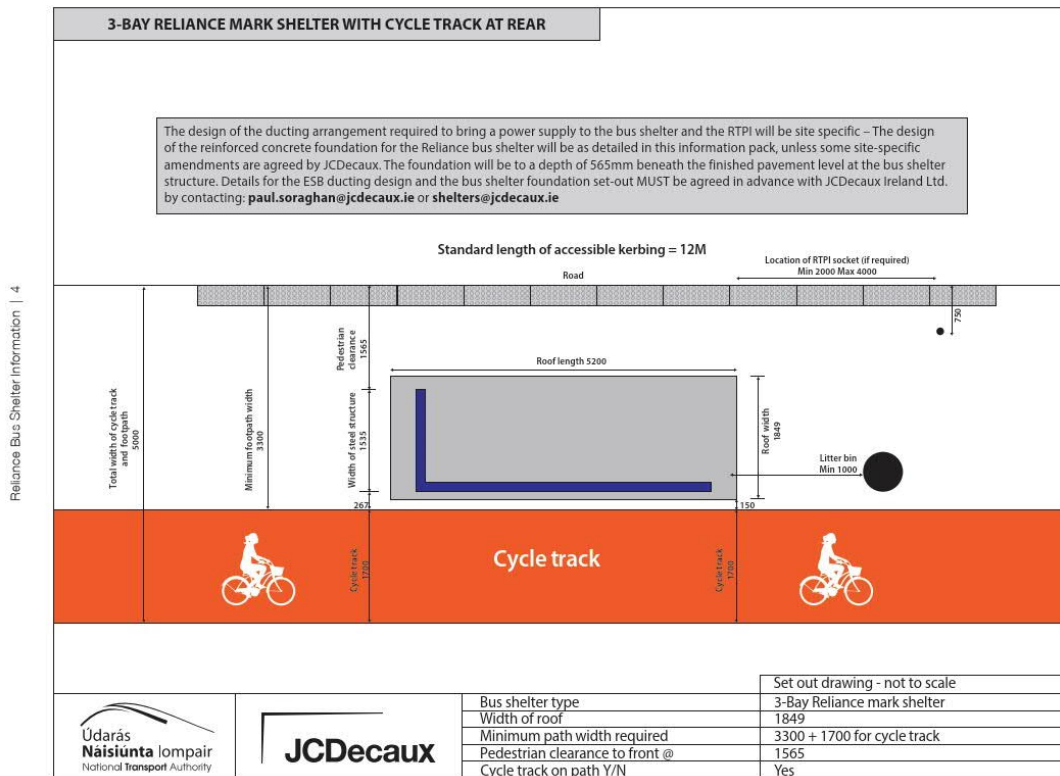 3-BAY RELIANCE MARK SHELTER WITH CYCLE TRACK AT REAR
The design of the ducting arrangement required to bring a power supply to the bus shelter and the RTPI will be site specific – The design
of the reinforced concrete foundation for the Reliance bus shelter will be as detailed in this information pack, unless some site-specific
amendments are agreed by JCDecaux. The foundation will be to a depth of 565mm beneath the finished pavement level at the bus shelter
structure. Details for the ESB ducting design and the bus shelter foundation set-out MUST be agreed in advance with JCDecaux Ireland Ltd.
by contacting: paul.soraghan@jcdecaux.ie or shelters@jcdecaux.ie
Standard length of accessible kerbing = 12M
Road
Location of RTPI socket (if required)
Min 2000 Max 4000
750
Reliance Bus Shelter Information | 4
Total width of cycle track
and footpath
5000
Minimum footpath width
3300
Pedestrian
clearance
1565
Width of steel structure
1535
Roof length 5200
Roof width
1849
Litter bin
Min 1000
267
150
Cycle track
1700
Cycle track
Cycle track
1700
Set out drawing - not to scale
Bus shelter type 3-Bay Reliance mark shelter
Width of roof 1849
Minimum path width required 3300 + 1700 for cycle track
Pedestrian clearance to front @ 1565
Cycle track on path Y/N Yes
Údarás
Náisiúnta Iompair
National Transport Authority
JCDecaux